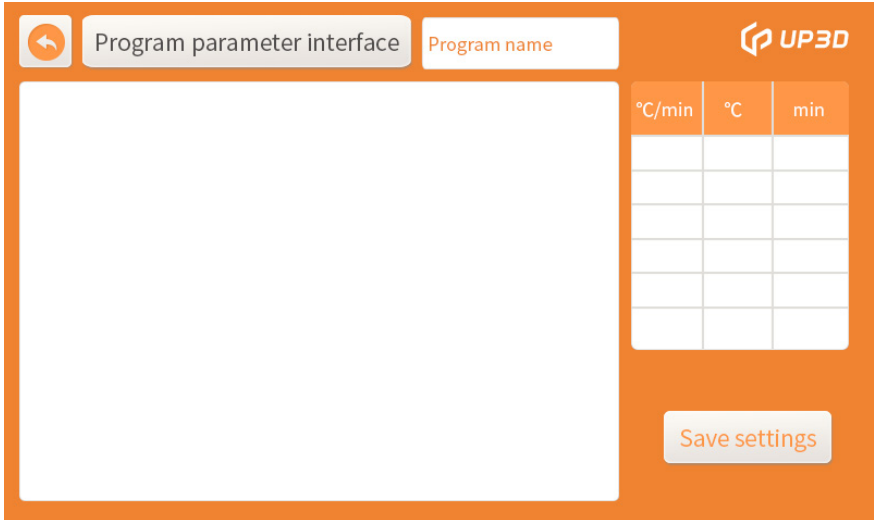 Program parameter interface
Program name
UP3D
°C/min °C min
Save settings